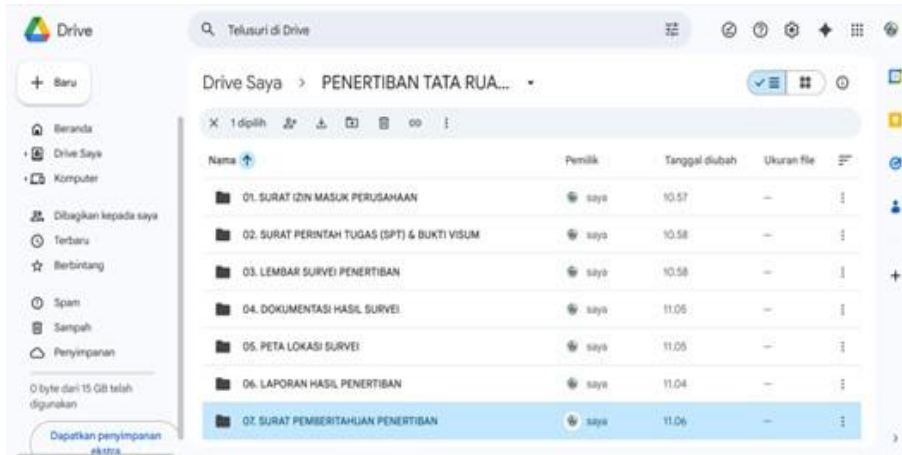 Drive
Telusuri di Drive
Baru
Drive Saya > PENERTIBAN TATA RUA...
1 dipilih
Beranda
Drive Saya
Komputer
Dibagikan kepada saya
Terbaru
Berbintang
Spam
Sampah
Penyimpanan
0 byte dari 15 GB telah
digunakan
Dapatkan penyimpanan
ekstra
Nama Pemilik Tanggal diubah Ukuran file
01. SURAT IZIN MASUK PERUSAHAAN saya 10.57 —
02. SURAT PERINTAH TUGAS (SPT) & BUKTI VISUM saya 10.58 —
03. LEMBAR SURVEI PENERTIBAN saya 10.58 —
04. DOKUMENTASI HASIL SURVEI saya 11.05 —
05. PETA LOKASI SURVEI saya 11.05 —
06. LAPORAN HASIL PENERTIBAN saya 11.04 —
07. SURAT PEMBERITAHUAN PENERTIBAN saya 11.06 —